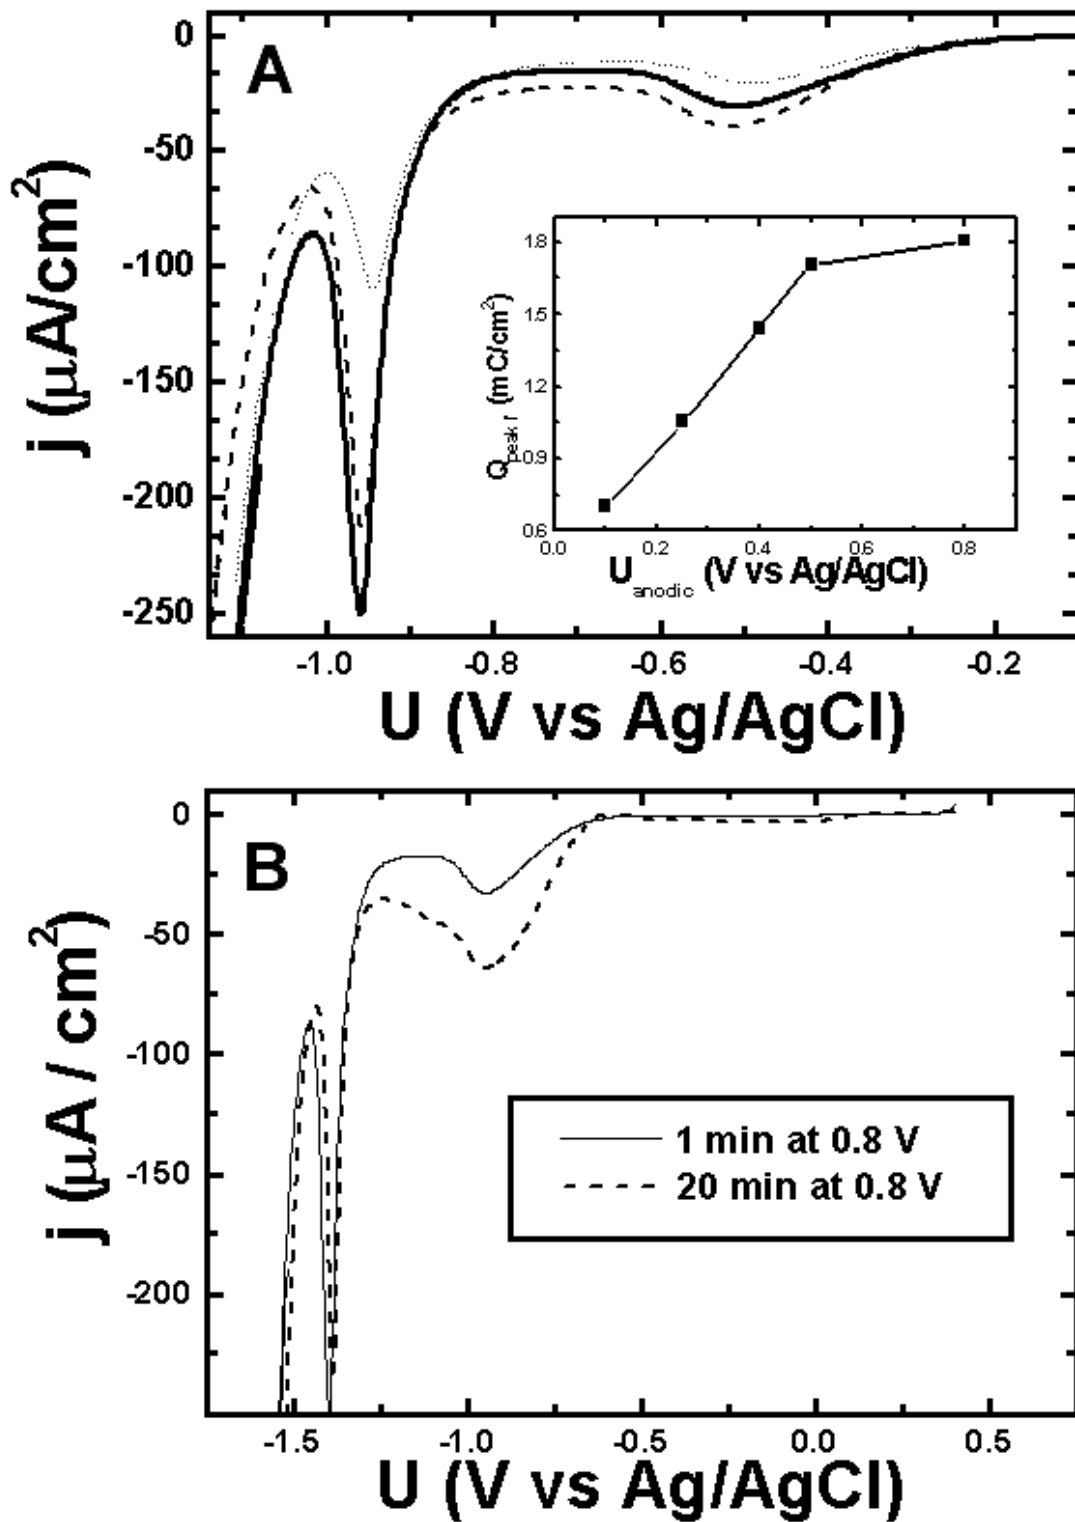 A
0
-50
-100
-150
-200
-250
j (μA/cm²)
-1.0 -0.8 -0.6 -0.4 -0.2
U (V vs Ag/AgCl)
1.8
1.5
1.2
0.9
0.6
Q peak I (mC/cm²)
0.0 0.2 0.4 0.6 0.8
U anodic (V vs Ag/AgCl)
B
0
-50
-100
-150
-200
j (μA / cm²)
1 min at 0.8 V
20 min at 0.8 V
-1.5 -1.0 -0.5 0.0 0.5
U (V vs Ag/AgCl)